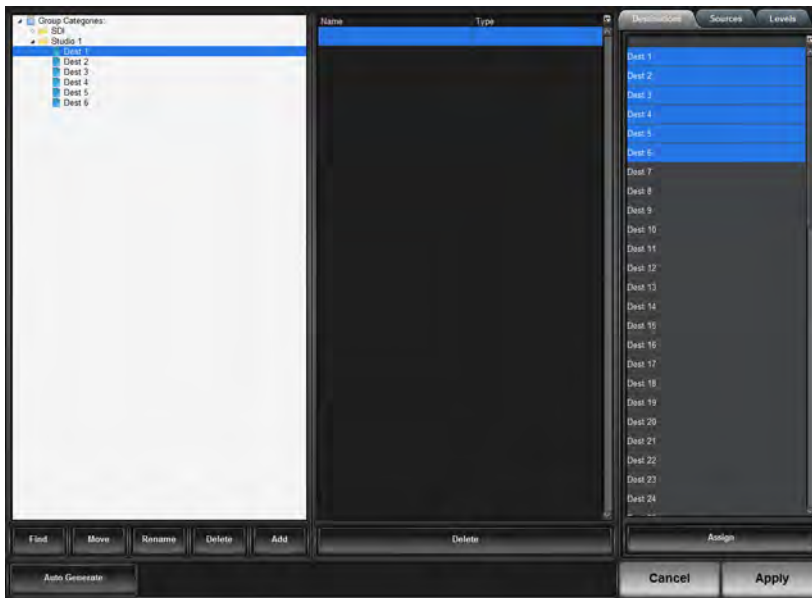 Group Categories:
SDI
Studio 1
Dest 1
Dest 2
Dest 3
Dest 4
Dest 5
Dest 6
Find Move Rename Delete Add
Auto Generate
Name Type
Delete
Destinations Sources Levels
Dest 1
Dest 2
Dest 3
Dest 4
Dest 5
Dest 6
Dest 7
Dest 8
Dest 9
Dest 10
Dest 11
Dest 12
Dest 13
Dest 14
Dest 15
Dest 16
Dest 17
Dest 18
Dest 19
Dest 20
Dest 21
Dest 22
Dest 23
Dest 24
Assign
Cancel Apply